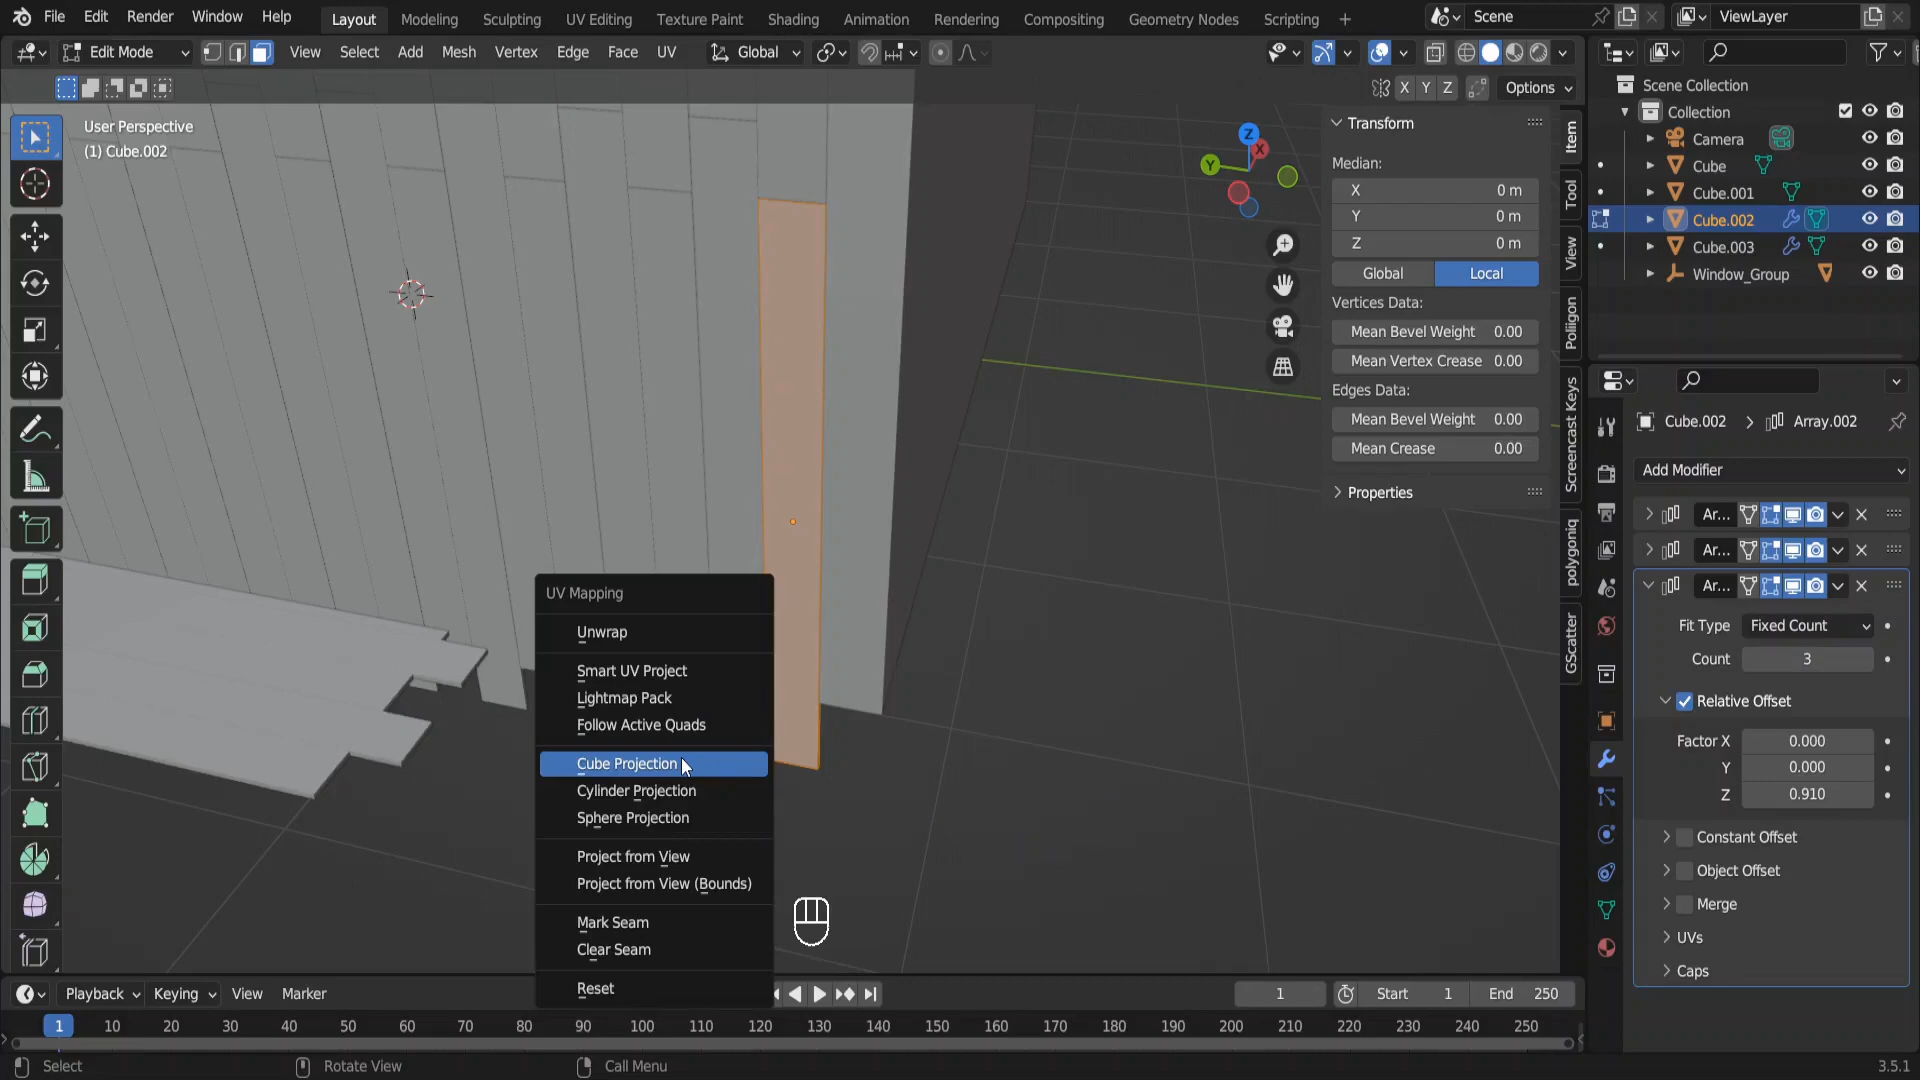 File Edit Render Window Help Layout Modeling Sculpting UV Editing Texture Paint Shading Animation Rendering Compositing Geometry Nodes Scripting + Scene ViewLayer
Edit Mode View Select Add Mesh Vertex Edge Face UV Global
X Y Z Options
User Perspective
(1) Cube.002
Z
X
Y
Transform
Median:
X 0 m
Y 0 m
Z 0 m
Global Local
Vertices Data:
Mean Bevel Weight 0.00
Mean Vertex Crease 0.00
Edges Data:
Mean Bevel Weight 0.00
Mean Crease 0.00
Properties
Item
Tool
View
Poliigon
Screencast Keys
polygoniq
GScatter
Scene Collection
Collection
Camera
Cube
Cube.001
Cube.002
Cube.003
Window_Group
Cube.002 > Array.002
Add Modifier
Ar...
Ar...
Ar...
Fit Type Fixed Count
Count 3
Relative Offset
Factor X 0.000
Y 0.000
Z 0.910
Constant Offset
Object Offset
Merge
UVs
Caps
UV Mapping
Unwrap
Smart UV Project
Lightmap Pack
Follow Active Quads
Cube Projection
Cylinder Projection
Sphere Projection
Project from View
Project from View (Bounds)
Mark Seam
Clear Seam
Reset
Playback Keying View Marker 1 Start 1 End 250
1 10 20 30 40 50 60 70 80 90 100 110 120 130 140 150 160 170 180 190 200 210 220 230 240 250
Select Rotate View Call Menu 3.5.1